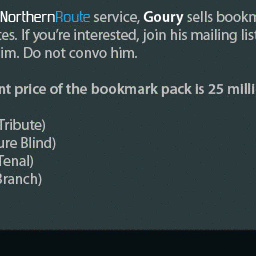 NorthernRoute service, Goury sells bookm
es. If you're interested, join his mailing list
im. Do not convo him.
nt price of the bookmark pack is 25 milli
Tribute)
ure Blind)
Tenal)
Branch)